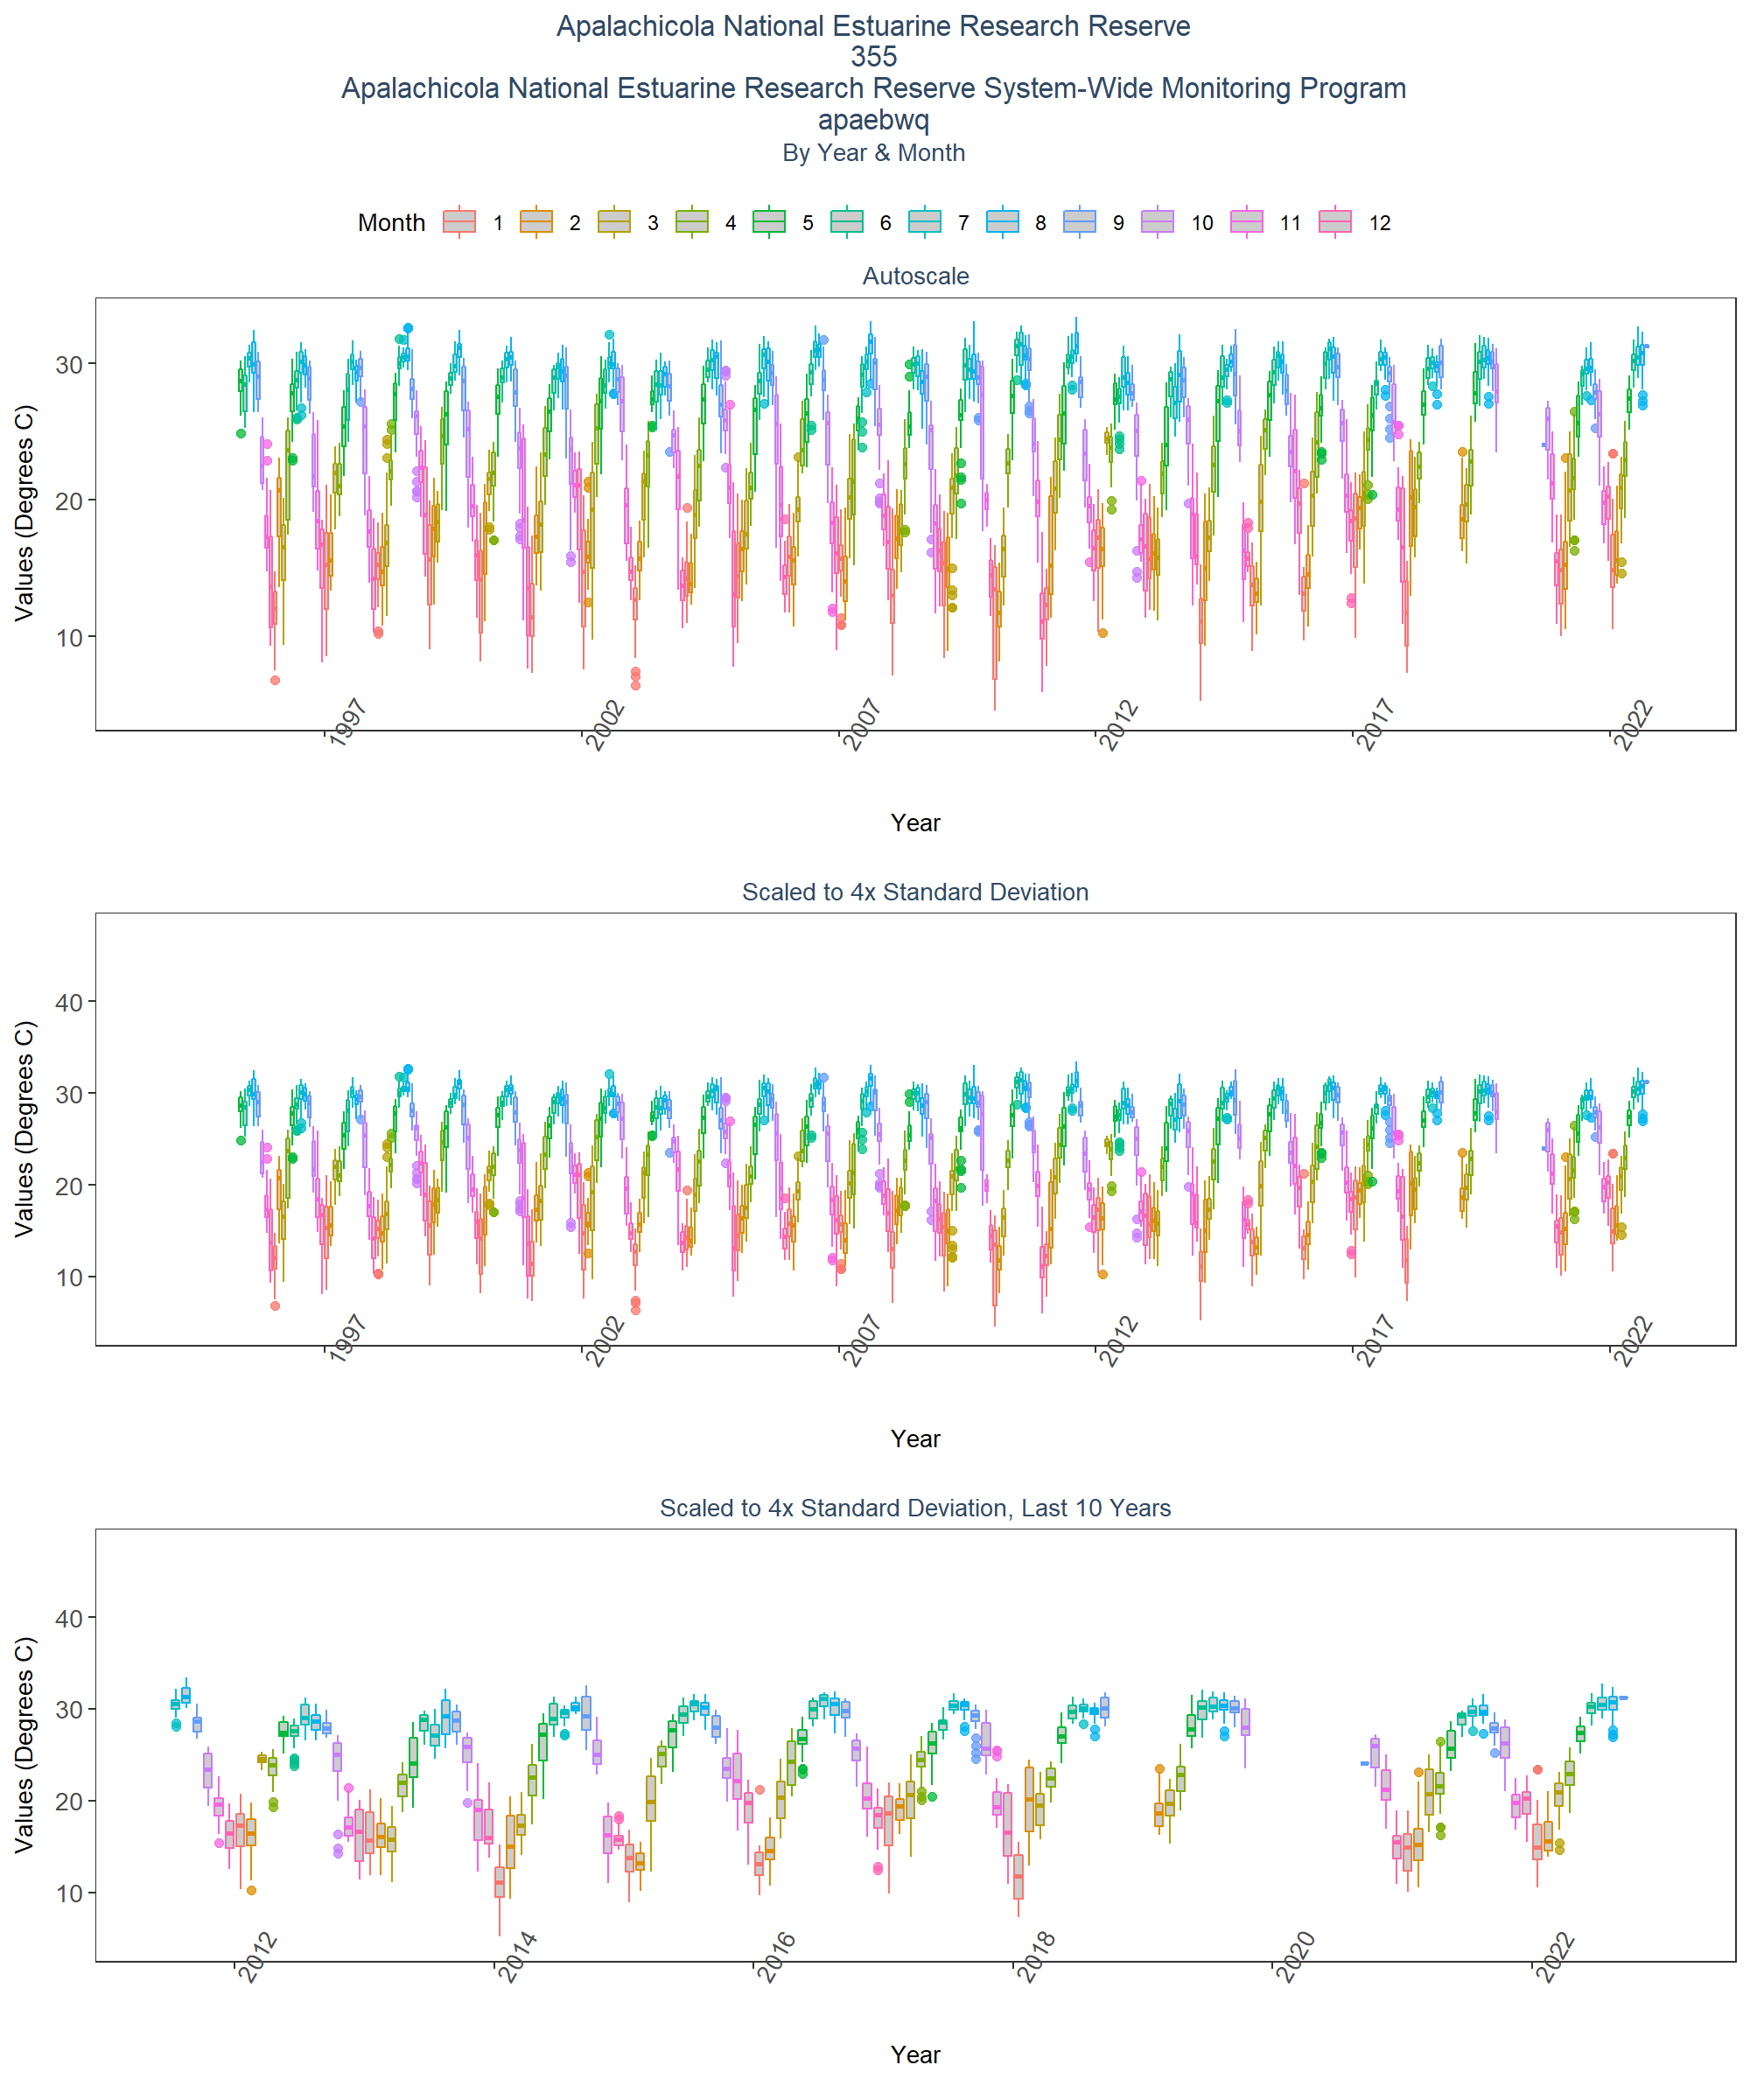 Apalachicola National Estuarine Research Reserve
355
Apalachicola National Estuarine Research Reserve System-Wide Monitoring Program
apaebwq
By Year & Month
Month 1 2 3 4 5 6 7 8 9 10 11 12
Autoscale
Values (Degrees C)
30
20
10
1997 2002 2007 2012 2017 2022
Year
Scaled to 4x Standard Deviation
Values (Degrees C)
40
30
20
10
1997 2002 2007 2012 2017 2022
Year
Scaled to 4x Standard Deviation, Last 10 Years
Values (Degrees C)
40
30
20
10
2012 2014 2016 2018 2020 2022
Year